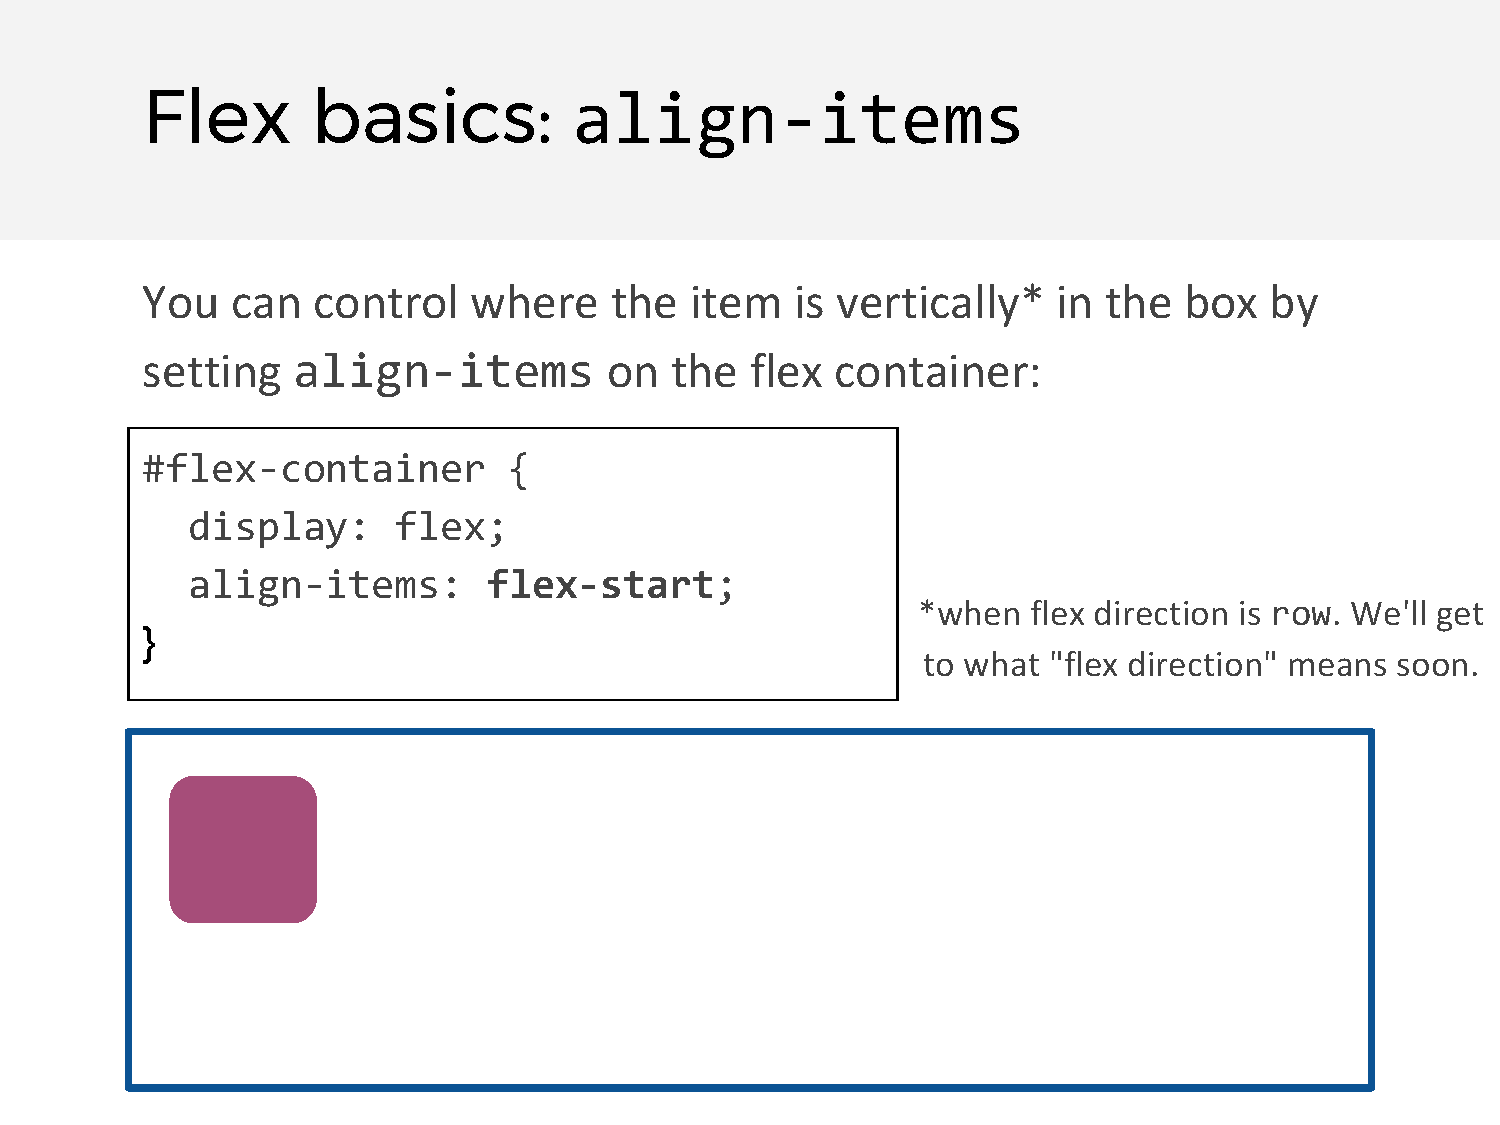 Flex basics: align-items
You can control where the item is vertically* in the box by
setting align-items on the flex container:
#flex-container {
  display: flex;
  align-items: flex-start;
}
*when flex direction is row. We'll get
to what "flex direction" means soon.